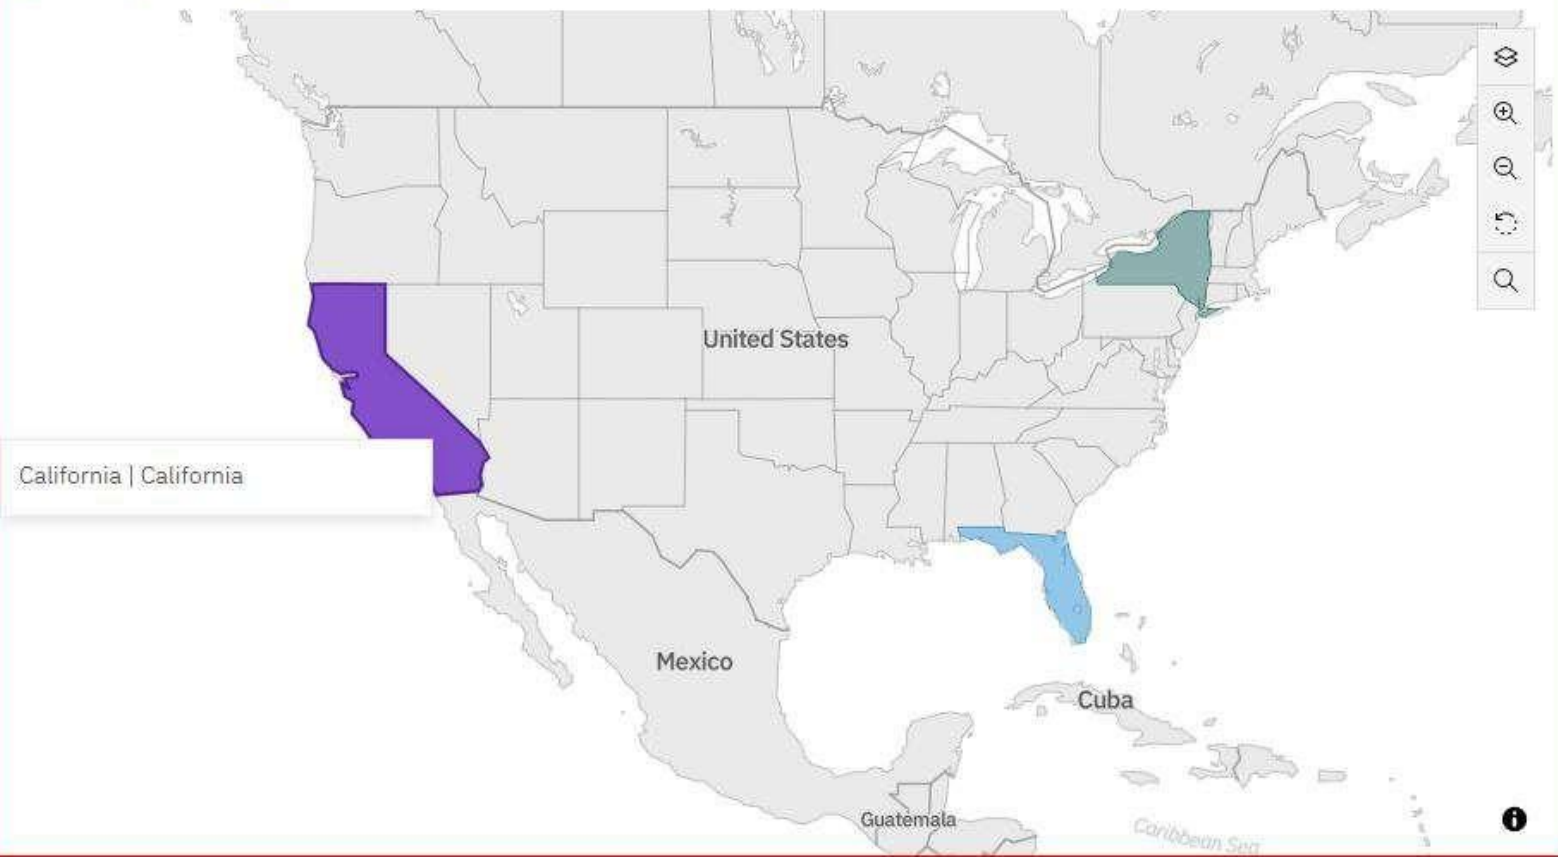 United States
California | California
Mexico
Cuba
Guatemala
Caribbean Sea